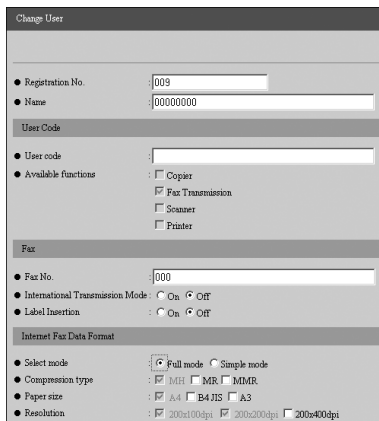 Change User
Registration No. : 009
Name : 00000000
User Code
User code :
Available functions : Copier
Fax Transmission
Scanner
Printer
Fax
Fax No. : 000
International Transmission Mode : On Off
Label Insertion : On Off
Internet Fax Data Format
Select mode : Full mode Simple mode
Compression type : MH MR MMR
Paper size : A4 B4 JIS A3
Resolution : 200x100dpi 200x200dpi 200x400dpi